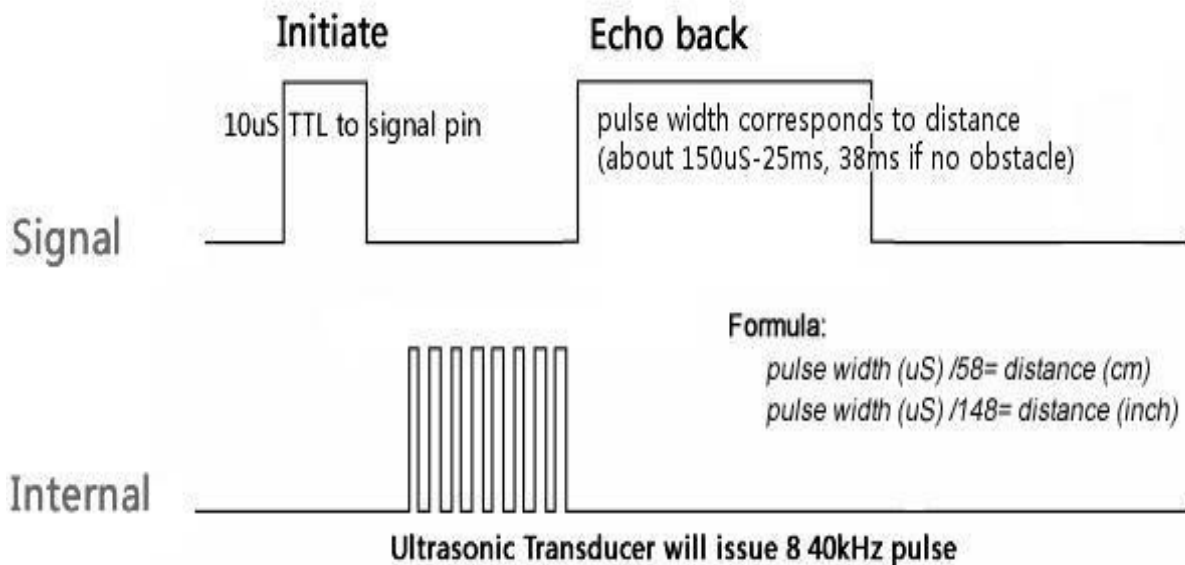 Initiate
Echo back
10uS TTL to signal pin
pulse width corresponds to distance
(about 150uS-25ms, 38ms if no obstacle)
Signal
Formula:
pulse width (uS) /58= distance (cm)
pulse width (uS) /148= distance (inch)
Internal
Ultrasonic Transducer will issue 8 40kHz pulse